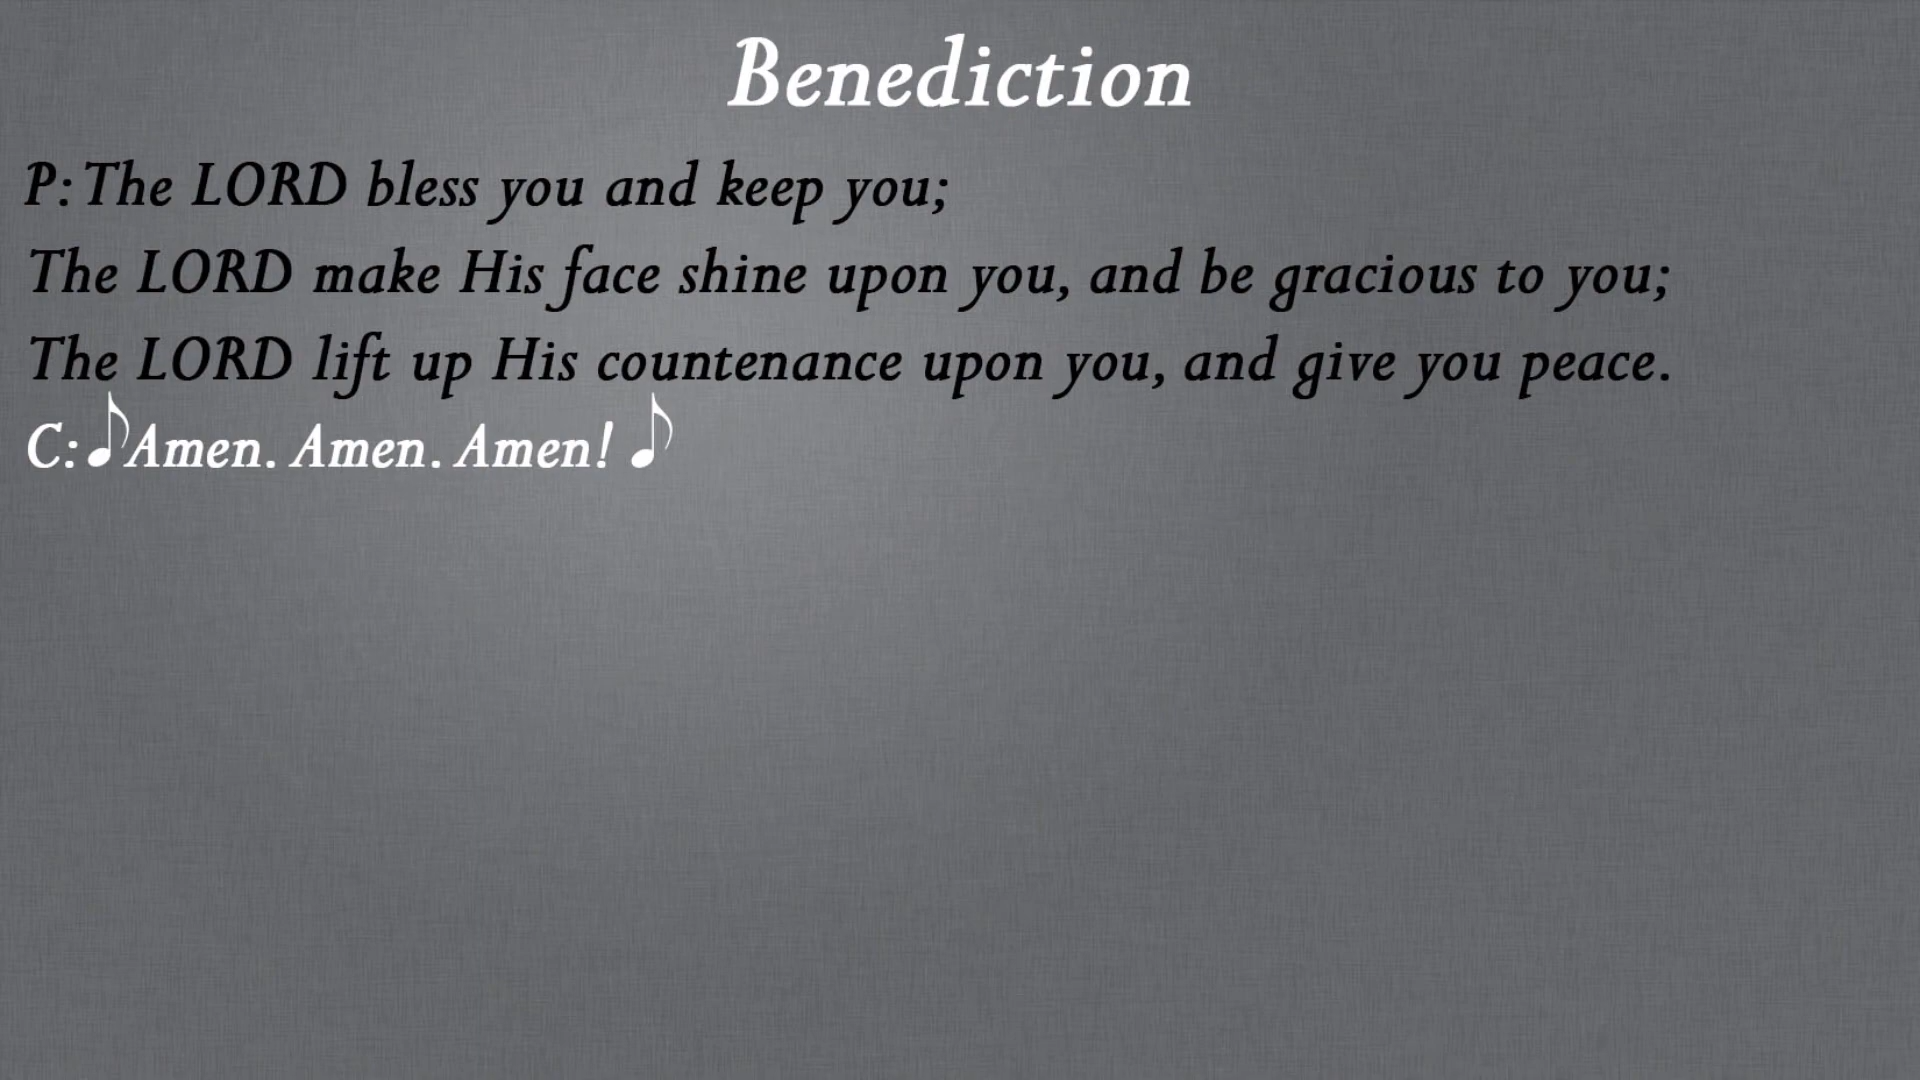 Benediction
P: The LORD bless you and keep you;
The LORD make His face shine upon you, and be gracious to you;
The LORD lift up His countenance upon you, and give you peace.
C: ♪Amen. Amen. Amen! ♪